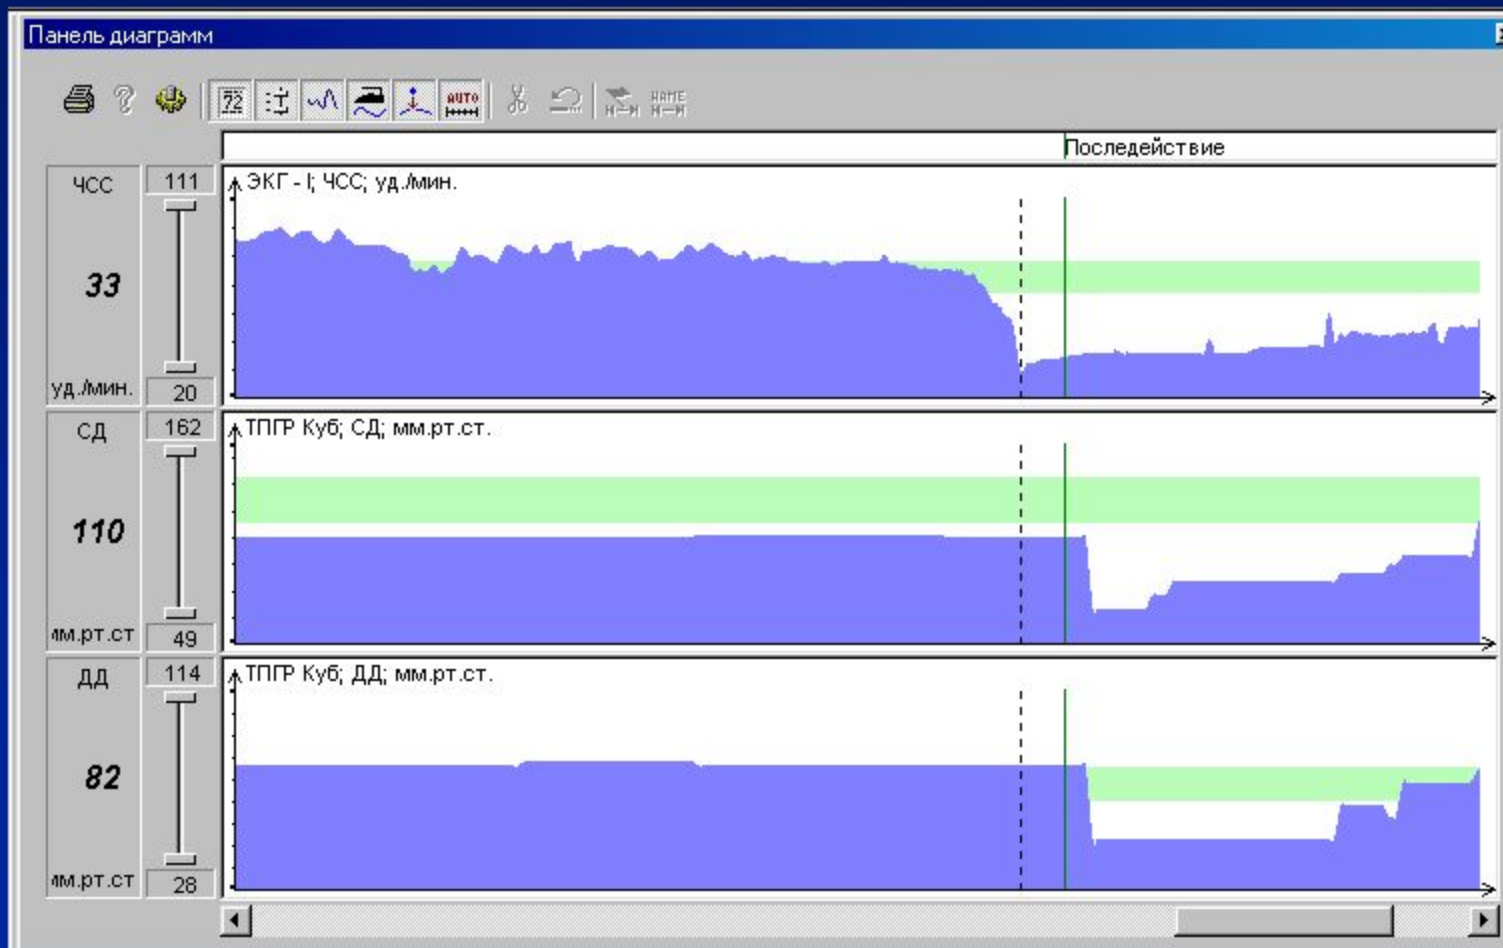 Панель диаграмм
72 AUTO NAME
Последействие
ЧСС 111 ЭКГ - I; ЧСС; уд./мин.
33
уд./мин. 20
СД 162 ТПГР Куб; СД; мм.рт.ст.
110
мм.рт.ст 49
ДД 114 ТПГР Куб; ДД; мм.рт.ст.
82
мм.рт.ст 28